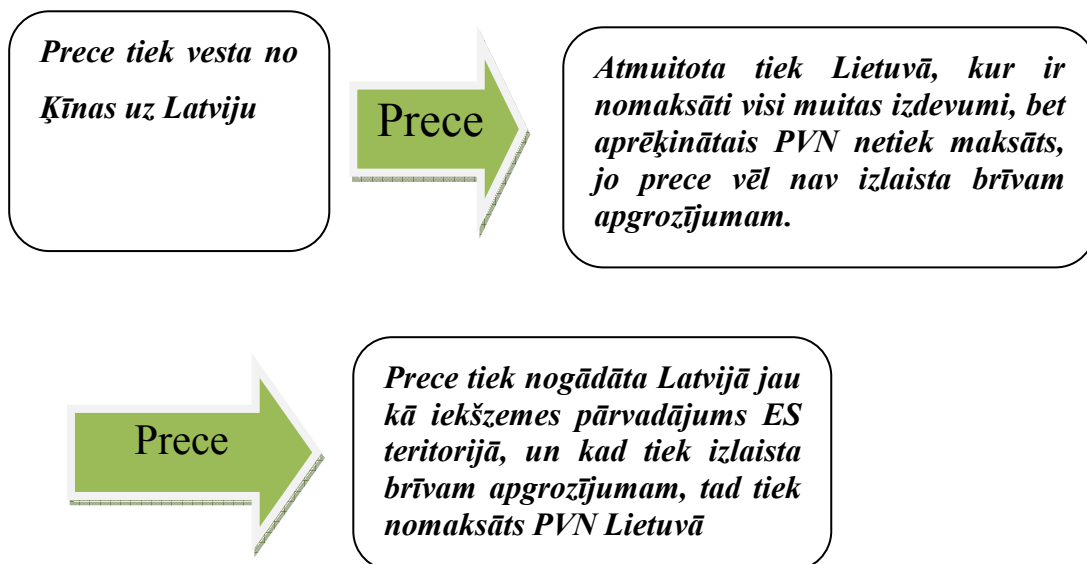 Prece tiek vesta no
Ķīnas uz Latviju
Prece
Atmuitota tiek Lietuvā, kur ir
nomaksāti visi muitas izdevumi, bet
aprēķinātais PVN netiek maksāts,
jo prece vēl nav izlaista brīvam
apgrozījumam.
Prece
Prece tiek nogādāta Latvijā jau
kā iekšzemes pārvadājums ES
teritorijā, un kad tiek izlaista
brīvam apgrozījumam, tad tiek
nomaksāts PVN Lietuvā